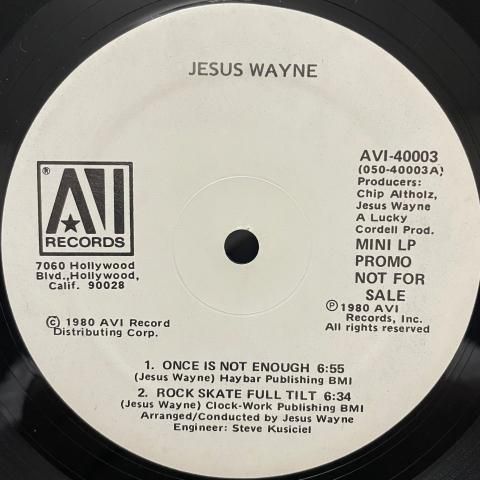 JESUS WAYNE
®
AVI
RECORDS
7060 Hollywood
Blvd.,Hollywood,
Calif. 90028
© 1980 AVI Record
Distributing Corp.
AVI-40003
(050-40003A)
Producers:
Chip Altholz,
Jesus Wayne
A Lucky
Cordell Prod.
MINI LP
PROMO
NOT FOR
SALE
℗ 1980 AVI
Records, Inc.
All rights reserved
1. ONCE IS NOT ENOUGH 6:55
(Jesus Wayne) Haybar Publishing BMI
2. ROCK SKATE FULL TILT 6:34
(Jesus Wayne) Clock-Work Publishing BMI
Arranged/Conducted by Jesus Wayne
Engineer: Steve Kusiciel